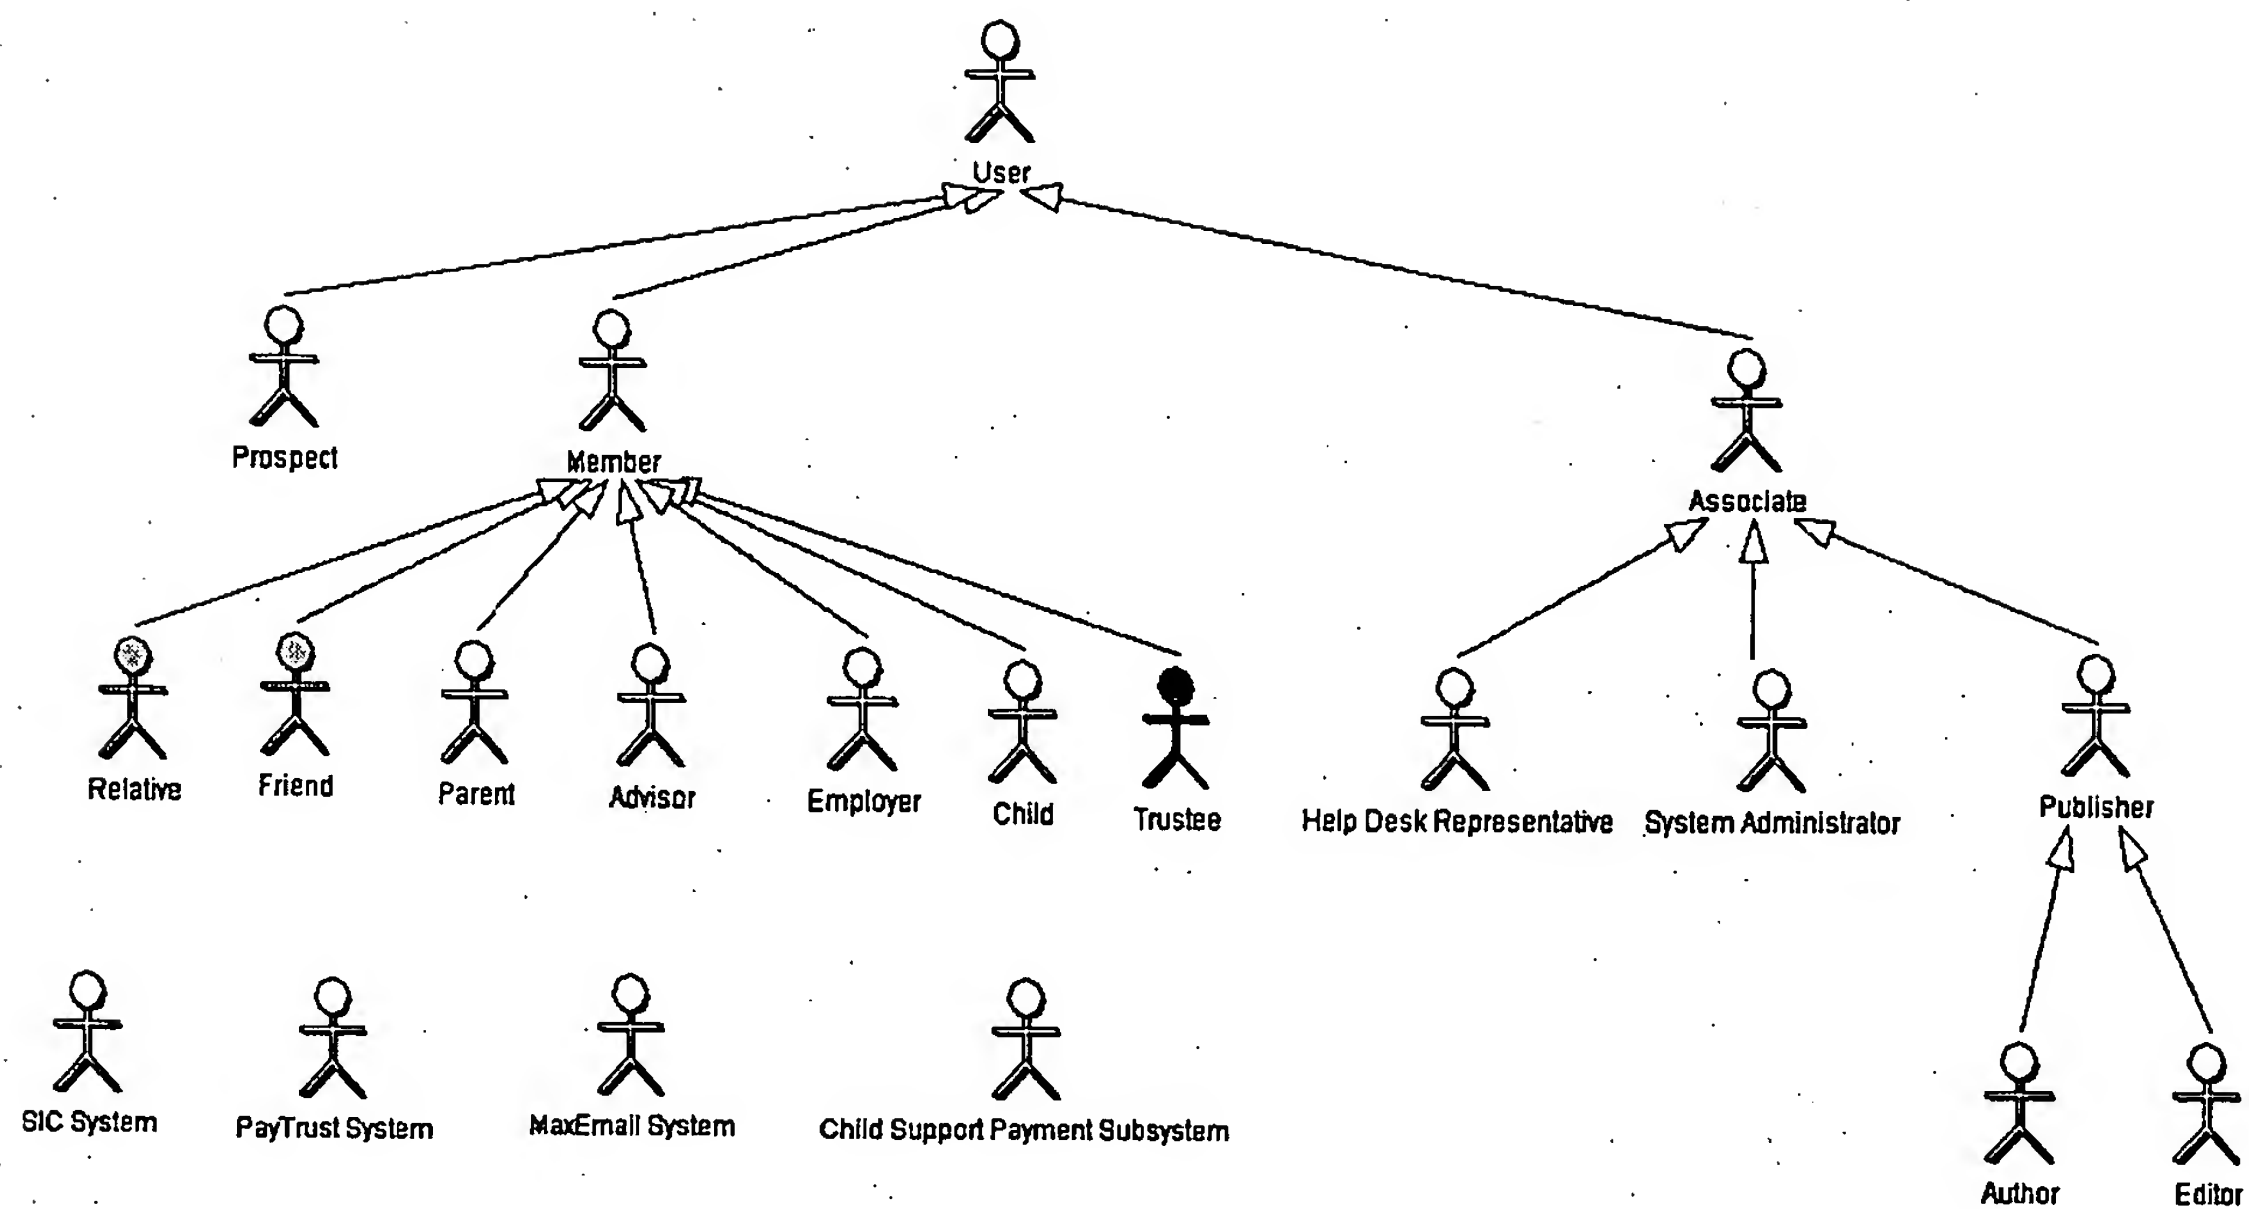 User
Prospect
Member
Associate
Relative
Friend
Parent
Advisor
Employer
Child
Trustee
Help Desk Representative
System Administrator
Publisher
SIC System
PayTrust System
MaxEmail System
Child Support Payment Subsystem
Author
Editor